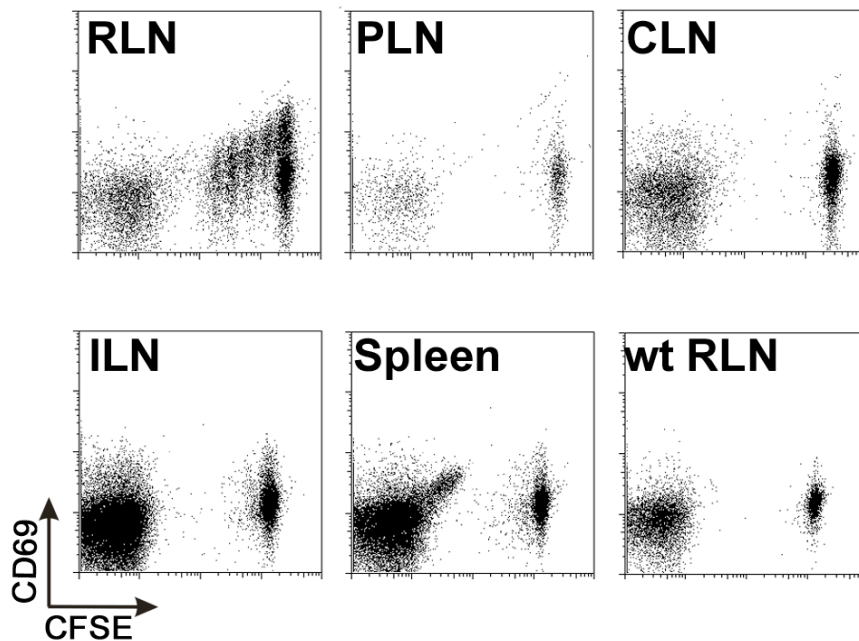 RLN
PLN
CLN
ILN
Spleen
wt RLN
CD69
CFSE